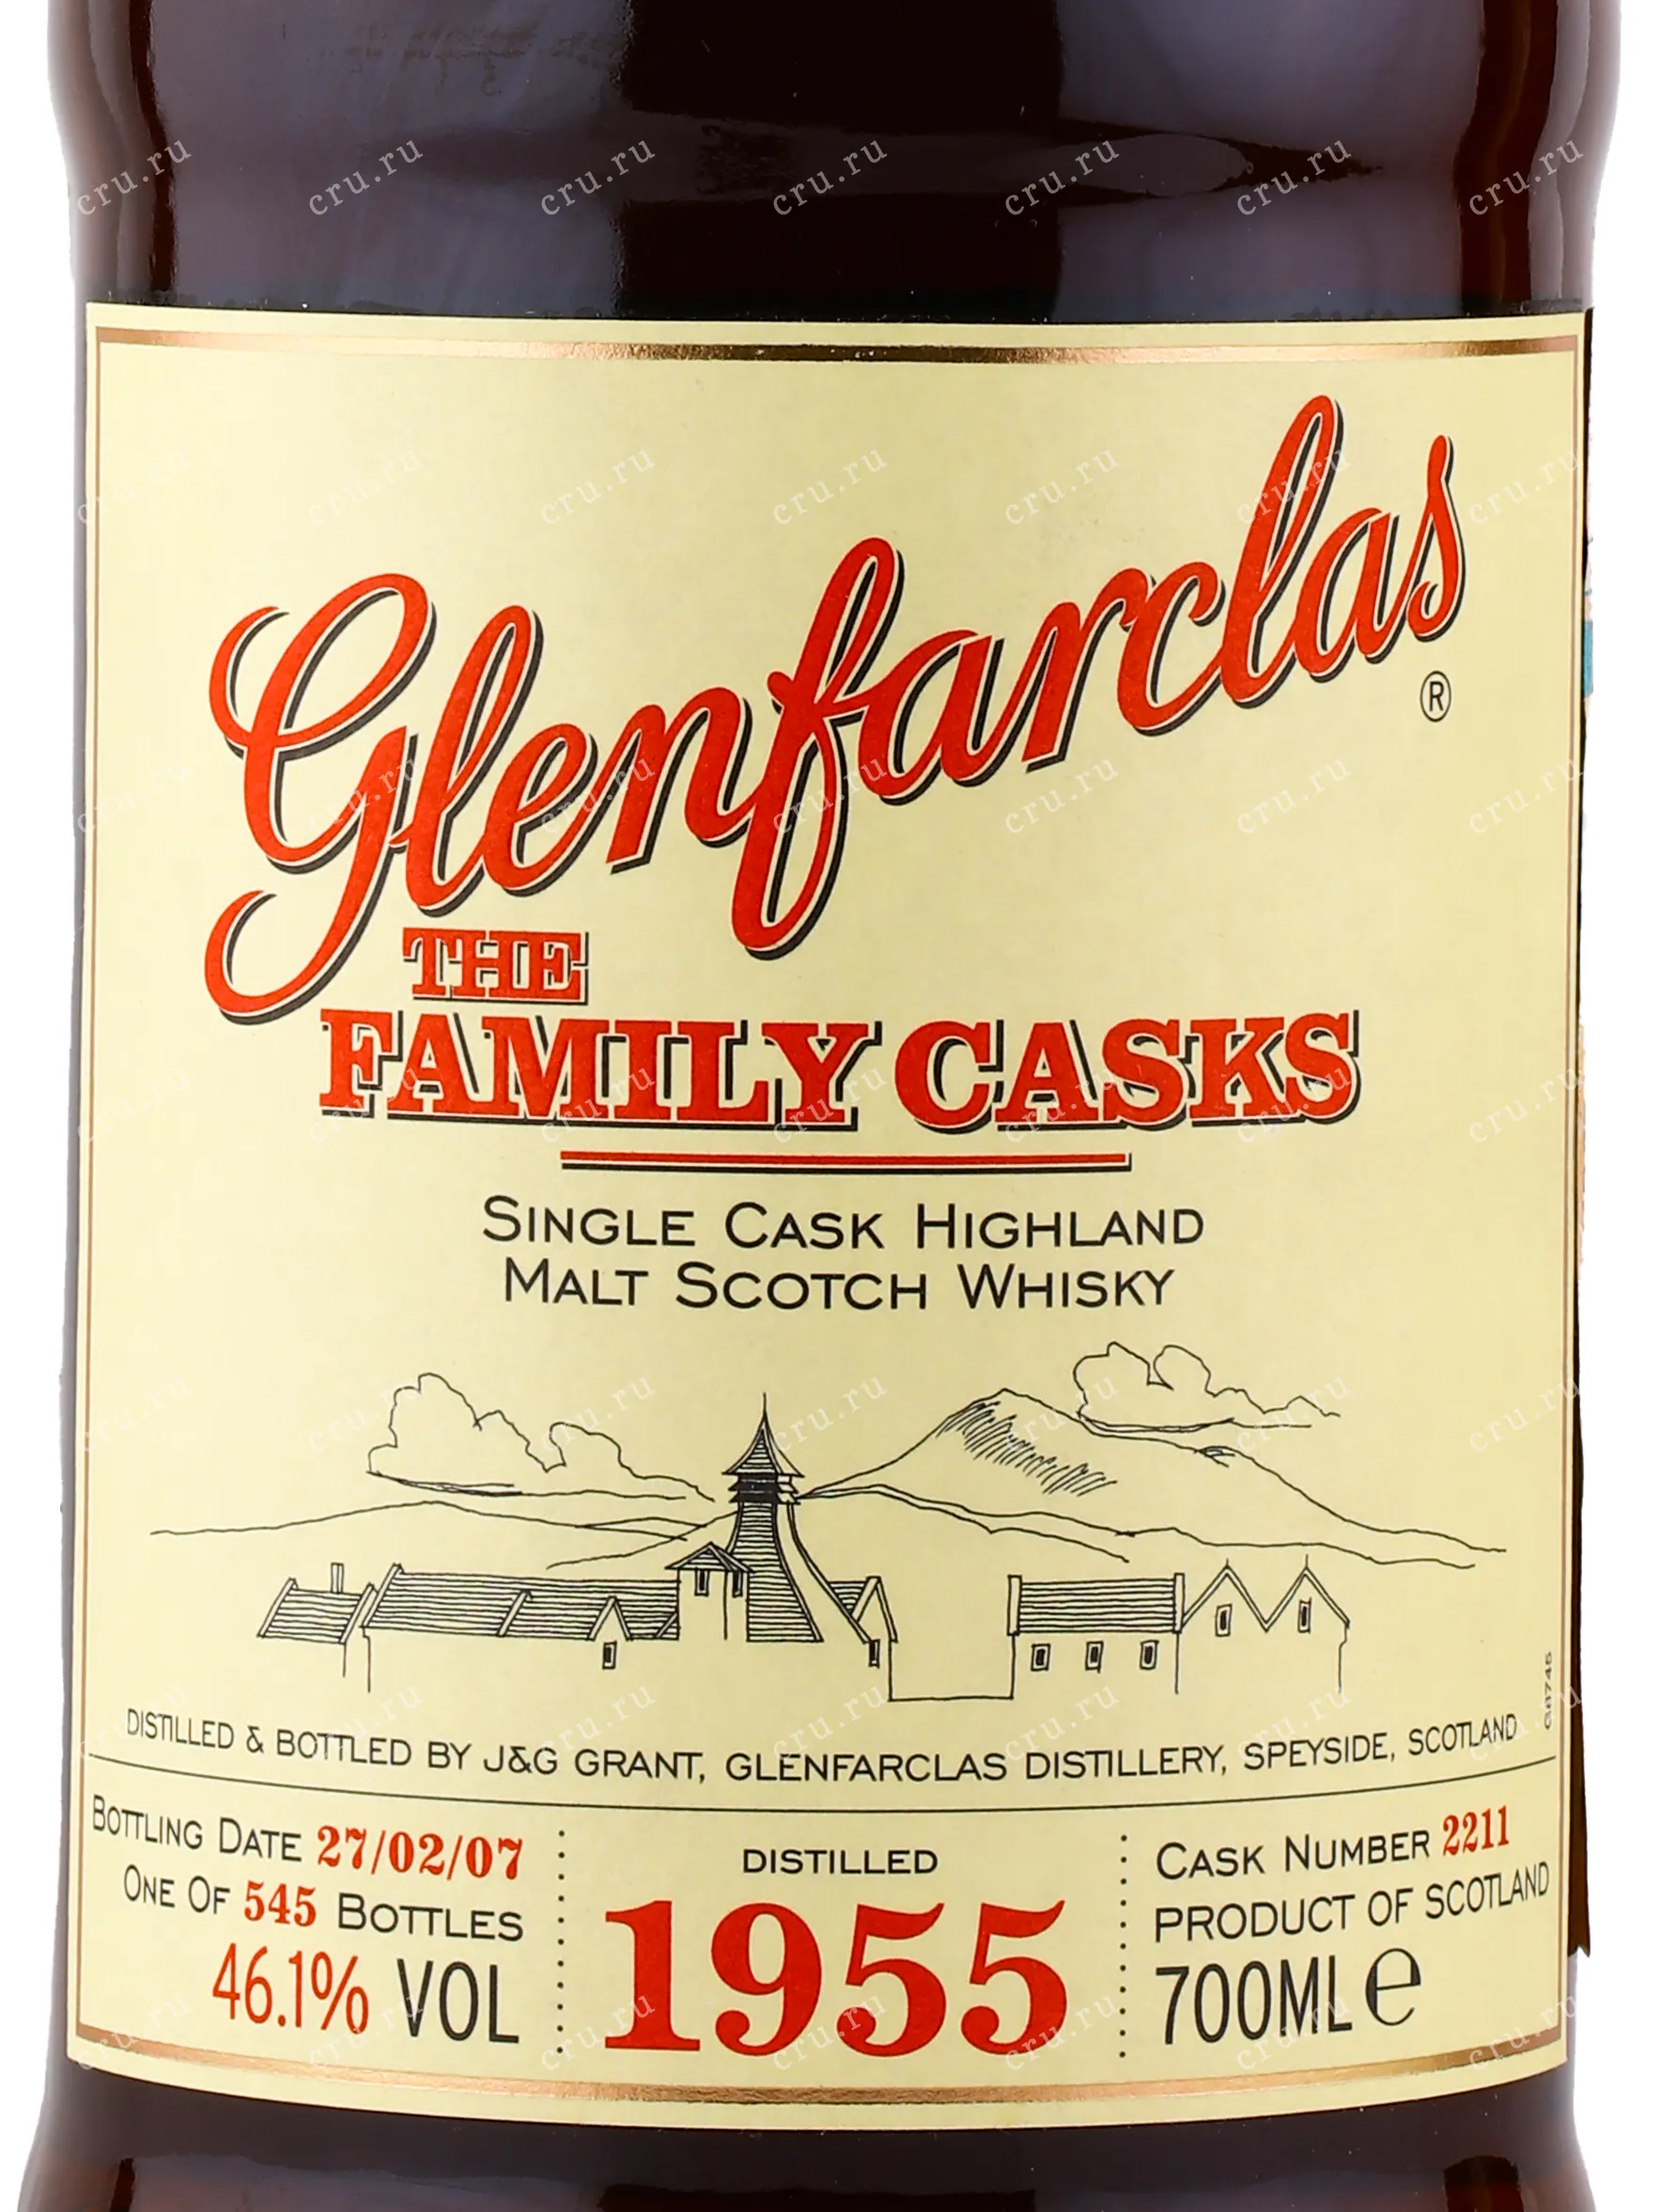 Glenfarclas
®
THE
FAMILY CASKS
SINGLE CASK HIGHLAND
MALT SCOTCH WHISKY
DISTILLED & BOTTLED BY J&G GRANT, GLENFARCLAS DISTILLERY, SPEYSIDE, SCOTLAND
G8745
BOTTLING DATE 27/02/07
ONE OF 545 BOTTLES
46.1% VOL
DISTILLED
1955
CASK NUMBER 2211
PRODUCT OF SCOTLAND
700ML e
cru.ru